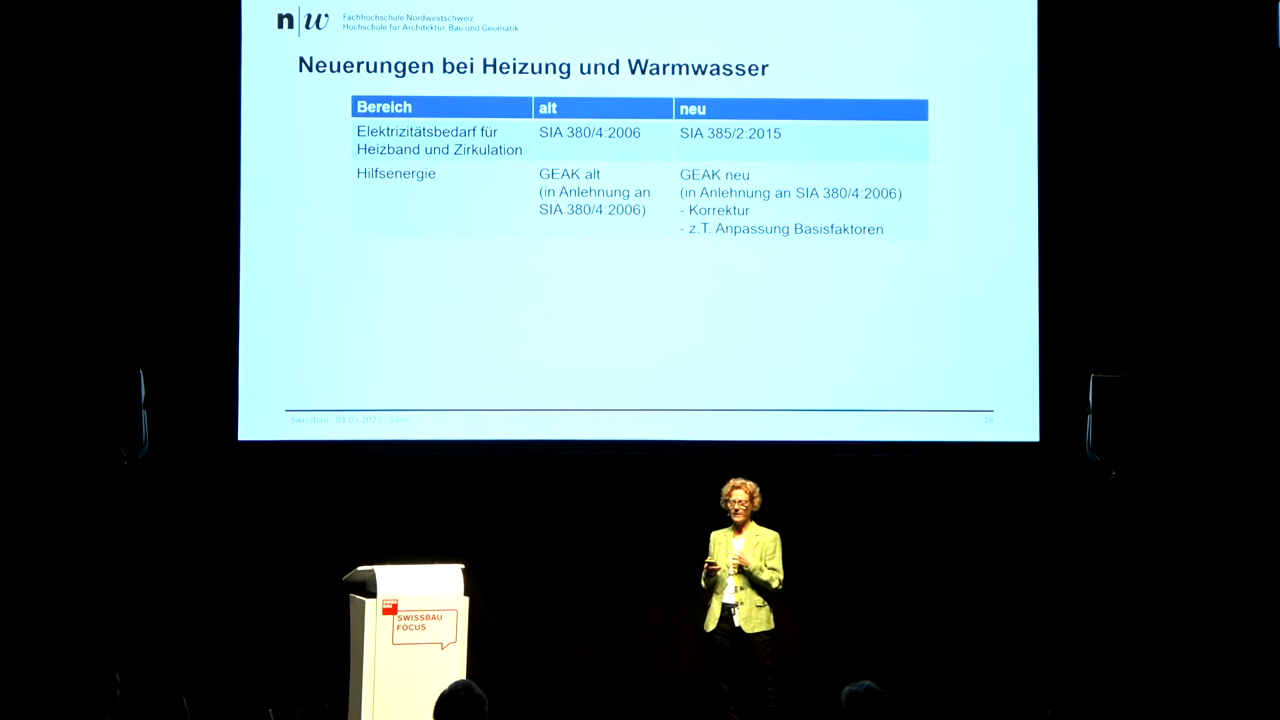 n|w
Fachhochschule Nordwestschweiz
Hochschule für Architektur, Bau und Geomatik
Neuerungen bei Heizung und Warmwasser
Bereich alt neu
Elektrizitätsbedarf für SIA 380/4:2006 SIA 385/2:2015
Heizband und Zirkulation
Hilfsenergie GEAK alt GEAK neu
(in Anlehnung an (in Anlehnung an SIA 380/4:2006)
SIA 380/4:2006) - Korrektur
- z.T. Anpassung Basisfaktoren
Swissbau 04.05.2022 Basel 18
SWISS
BAU
SWISSBAU
FOCUS